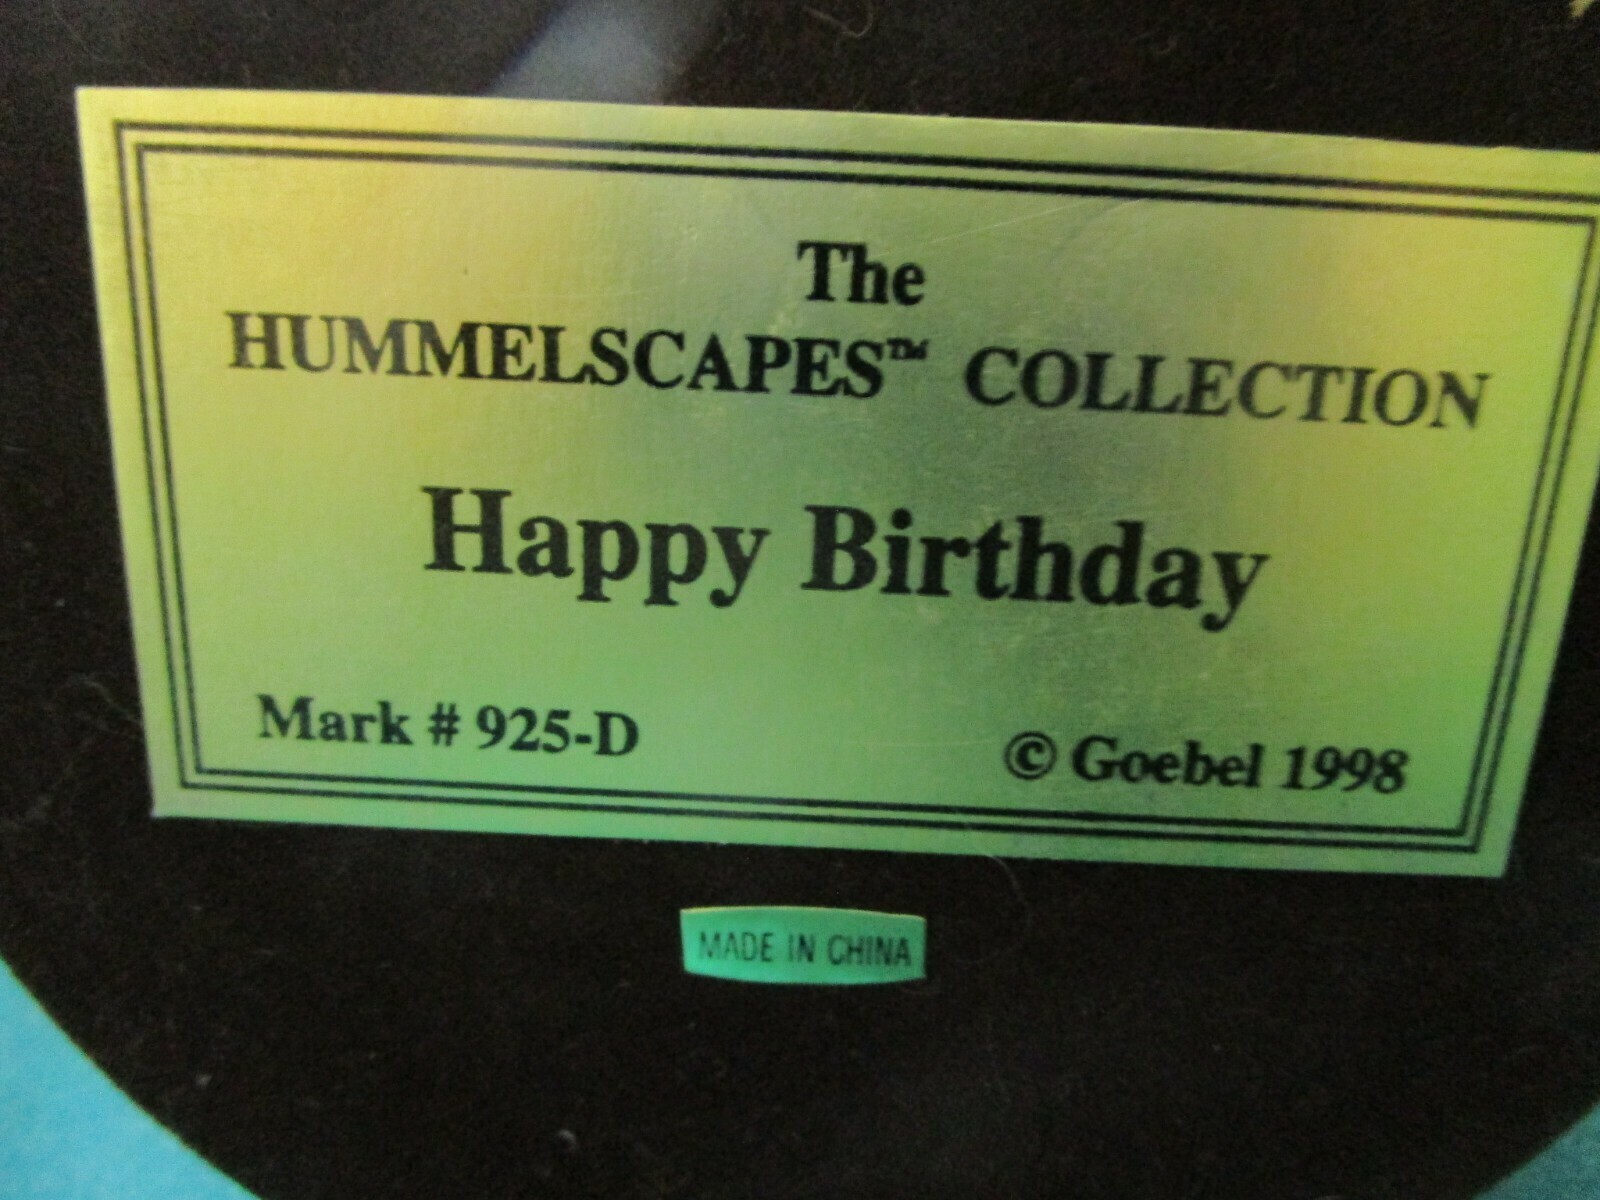 The
HUMMELSCAPES™ COLLECTION
Happy Birthday
Mark # 925-D
© Goebel 1998
MADE IN CHINA